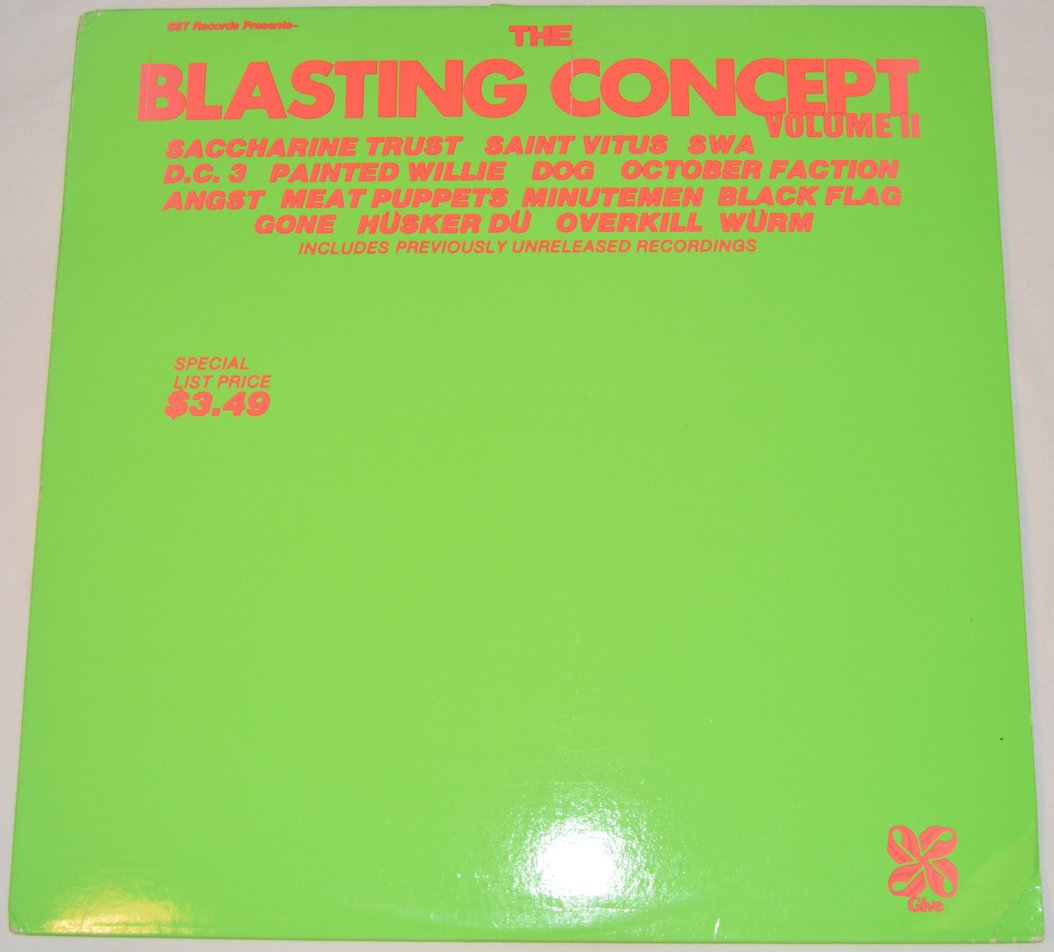 SST Records Presents–
THE
BLASTING CONCEPT
VOLUME II
SACCHARINE TRUST SAINT VITUS SWA
D.C. 3 PAINTED WILLIE DOG OCTOBER FACTION
ANGST MEAT PUPPETS MINUTEMEN BLACK FLAG
GONE HÜSKER DÜ OVERKILL WÜRM
INCLUDES PREVIOUSLY UNRELEASED RECORDINGS
SPECIAL
LIST PRICE
$3.49
Give